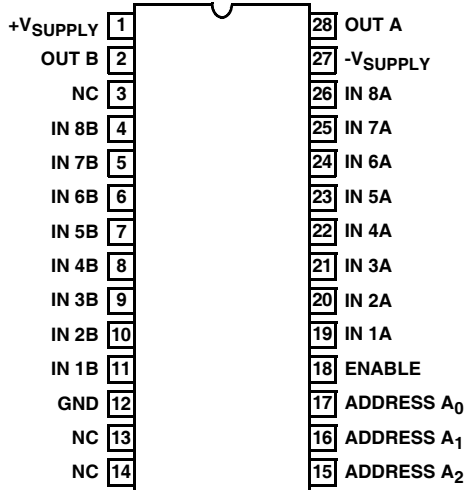 +VSUPPLY 1 28 OUT A
OUT B 2 27 -VSUPPLY
NC 3 26 IN 8A
IN 8B 4 25 IN 7A
IN 7B 5 24 IN 6A
IN 6B 6 23 IN 5A
IN 5B 7 22 IN 4A
IN 4B 8 21 IN 3A
IN 3B 9 20 IN 2A
IN 2B 10 19 IN 1A
IN 1B 11 18 ENABLE
GND 12 17 ADDRESS A0
NC 13 16 ADDRESS A1
NC 14 15 ADDRESS A2